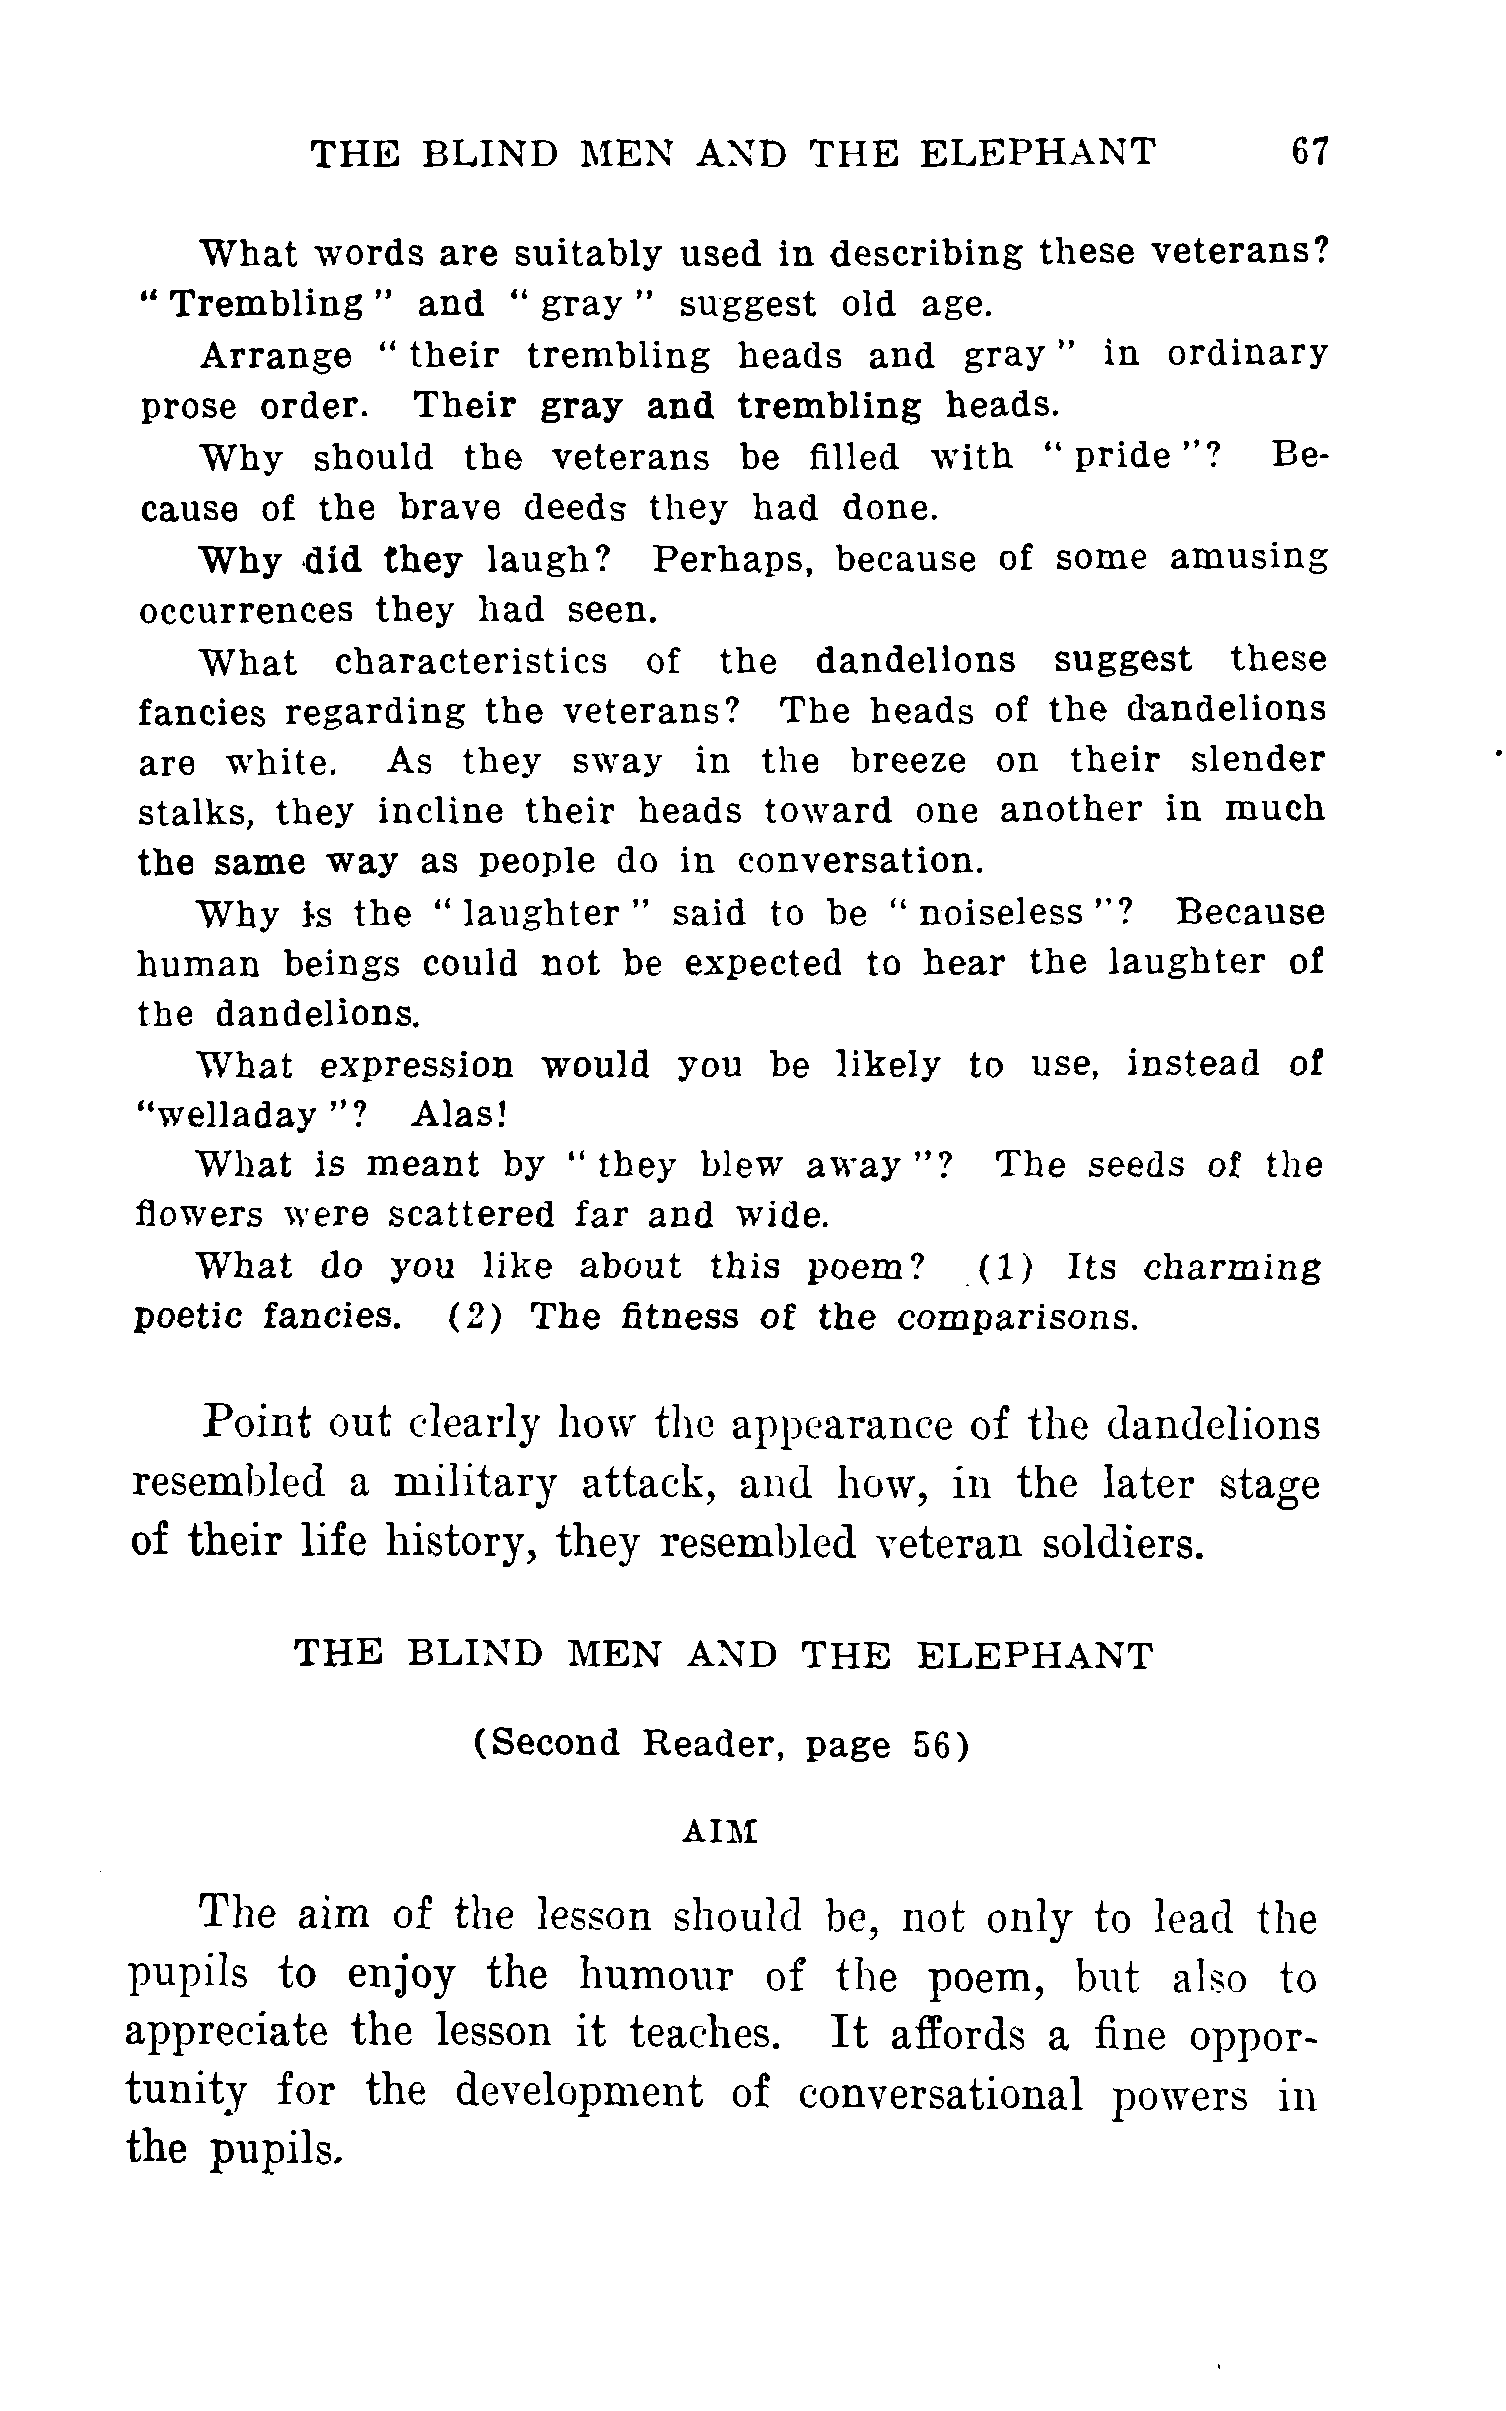 THE BLIND MEN AND THE ELEPHANT 67
What words are suitably used in describing these veterans?
" Trembling " and " gray " suggest old age.
Arrange " their trembling heads and gray " in ordinary
prose order. Their gray and trembling heads.
Why should the veterans be filled with " pride "? Be-
cause of the brave deeds they had done.
Why did they laugh? Perhaps, because of some amusing
occurrences they had seen.
What characteristics of the dandelions suggest these
fancies regarding the veterans? The heads of the dandelions
are white. As they sway in the breeze on their slender
stalks, they incline their heads toward one another in much
the same way as people do in conversation.
Why is the " laughter " said to be " noiseless "? Because
human beings could not be expected to hear the laughter of
the dandelions.
What expression would you be likely to use, instead of
"welladay "? Alas!
What is meant by " they blew away "? The seeds of the
flowers were scattered far and wide.
What do you like about this poem? (1) Its charming
poetic fancies. (2) The fitness of the comparisons.
Point out clearly how the appearance of the dandelions
resembled a military attack, and how, in the later stage
of their life history, they resembled veteran soldiers.
THE BLIND MEN AND THE ELEPHANT
(Second Reader, page 56)
AIM
The aim of the lesson should be, not only to lead the
pupils to enjoy the humour of the poem, but also to
appreciate the lesson it teaches. It affords a fine oppor-
tunity for the development of conversational powers in
the pupils.